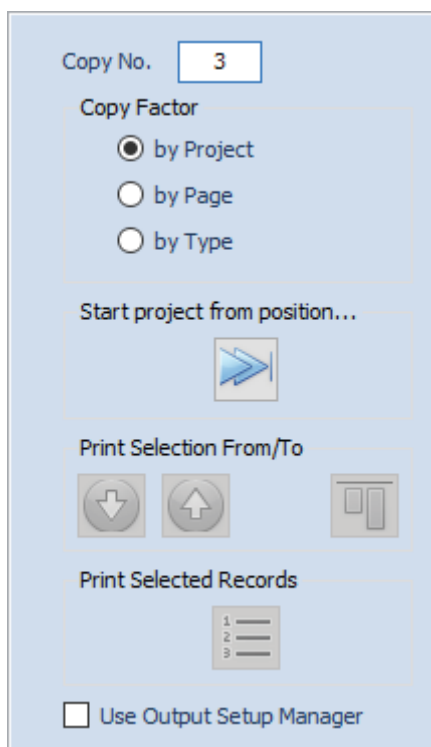 Copy No. 3
Copy Factor
by Project
by Page
by Type
Start project from position...
Print Selection From/To
Print Selected Records
1
2
3
Use Output Setup Manager